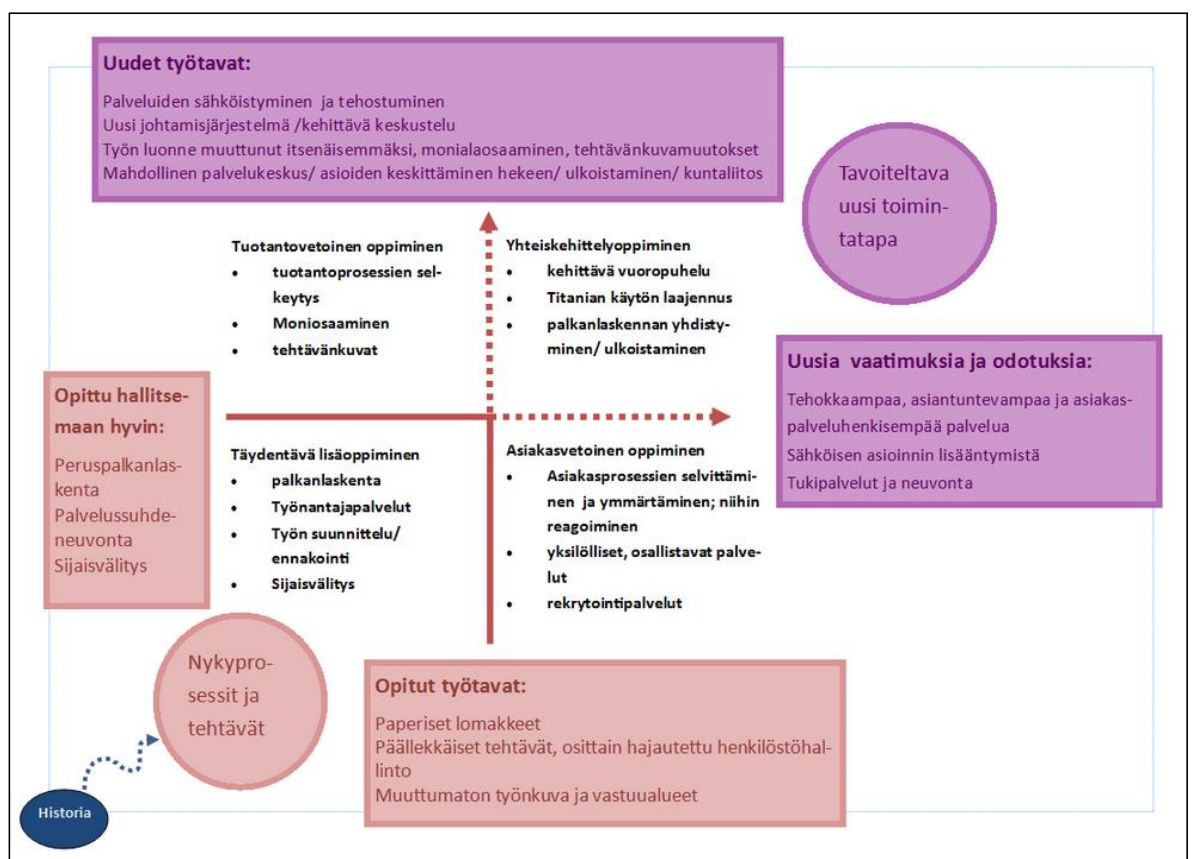 Uudet työtavat:
Palveluiden sähköistyminen ja tehostuminen
Uusi johtamisjärjestelmä /kehittävä keskustelu
Työn luonne muuttunut itsenäisemmäksi, monialaosaaminen, tehtävänkuvamuutokset
Mahdollinen palvelukeskus/ asioiden keskittäminen hekeen/ ulkoistaminen/ kuntaliitos
Tavoiteltava
uusi toimin-
tatapa
Tuotantovetoinen oppiminen
• tuotantoprosessien sel-
keytys
• Moniosaaminen
• tehtävänkuvat
Yhteiskehittelyoppiminen
• kehittävä vuoropuhelu
• Titanian käytön laajennus
• palkanlaskennan yhdisty-
minen/ ulkoistaminen
Uusia vaatimuksia ja odotuksia:
Tehokkaampaa, asiantuntevampaa ja asiakas-
palveluhenkisempää palvelua
Sähköisen asioinnin lisääntymistä
Tukipalvelut ja neuvonta
Opittu hallitse-
maan hyvin:
Peruspalkanlas-
kenta
Palvelussuhde-
neuvonta
Sijaisvälitys
Täydentävä lisäoppiminen
• palkanlaskenta
• Työnantajapalvelut
• Työn suunnittelu/
ennakointi
• Sijaisvälitys
Asiakasvetoinen oppiminen
• Asiakasprosessien selvittämi-
nen ja ymmärtäminen; niihin
reagoiminen
• yksilölliset, osallistavat palve-
lut
• rekrytointipalvelut
Nykypro-
sessit ja
tehtävät
Opitut työtavat:
Paperiset lomakkeet
Päällekkäiset tehtävät, osittain hajautettu henkilöstöhal-
linto
Muuttumaton työnkuva ja vastuualueet
Historia